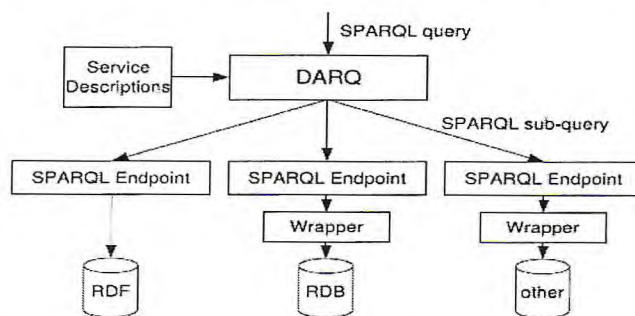 SPARQL query
Service
Descriptions
DARQ
SPARQL sub-query
SPARQL Endpoint
SPARQL Endpoint
SPARQL Endpoint
Wrapper
Wrapper
RDF
RDB
other